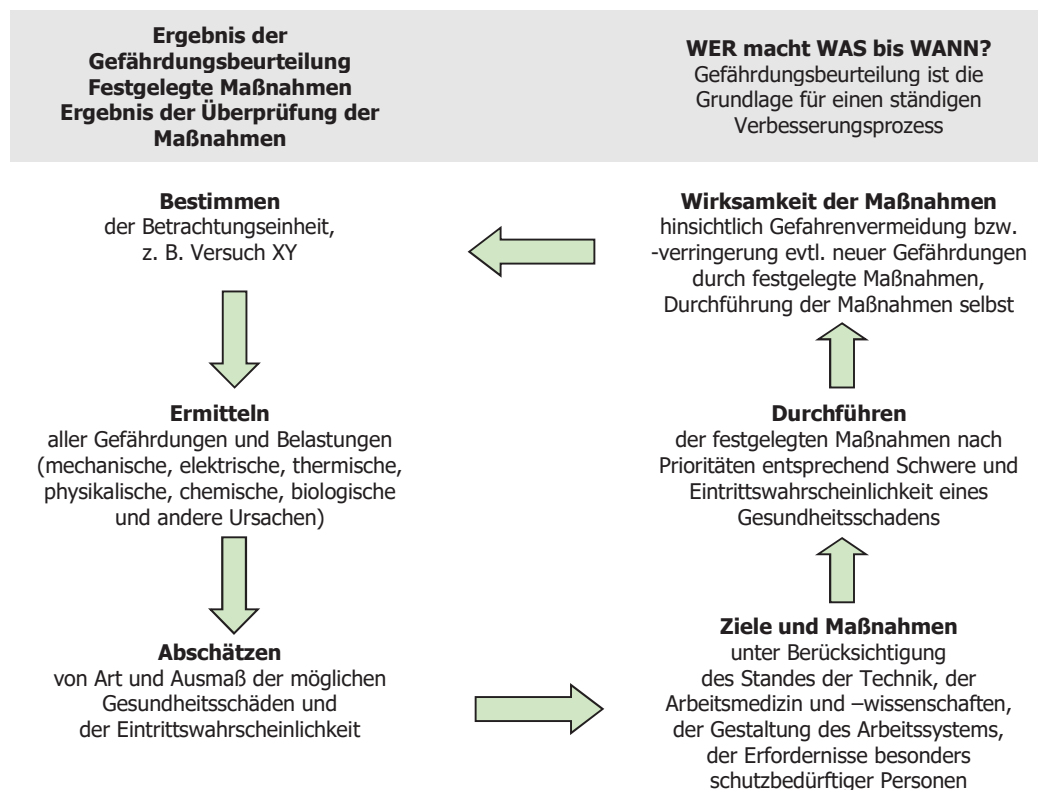 Ergebnis der
Gefährdungsbeurteilung
Festgelegte Maßnahmen
Ergebnis der Überprüfung der
Maßnahmen
WER macht WAS bis WANN?
Gefährdungsbeurteilung ist die
Grundlage für einen ständigen
Verbesserungsprozess
Bestimmen
der Betrachtungseinheit,
z. B. Versuch XY
Ermitteln
aller Gefährdungen und Belastungen
(mechanische, elektrische, thermische,
physikalische, chemische, biologische
und andere Ursachen)
Abschätzen
von Art und Ausmaß der möglichen
Gesundheitsschäden und
der Eintrittswahrscheinlichkeit
Ziele und Maßnahmen
unter Berücksichtigung
des Standes der Technik, der
Arbeitsmedizin und –wissenschaften,
der Gestaltung des Arbeitssystems,
der Erfordernisse besonders
schutzbedürftiger Personen
Durchführen
der festgelegten Maßnahmen nach
Prioritäten entsprechend Schwere und
Eintrittswahrscheinlichkeit eines
Gesundheitsschadens
Wirksamkeit der Maßnahmen
hinsichtlich Gefahrenvermeidung bzw.
-verringerung evtl. neuer Gefährdungen
durch festgelegte Maßnahmen,
Durchführung der Maßnahmen selbst